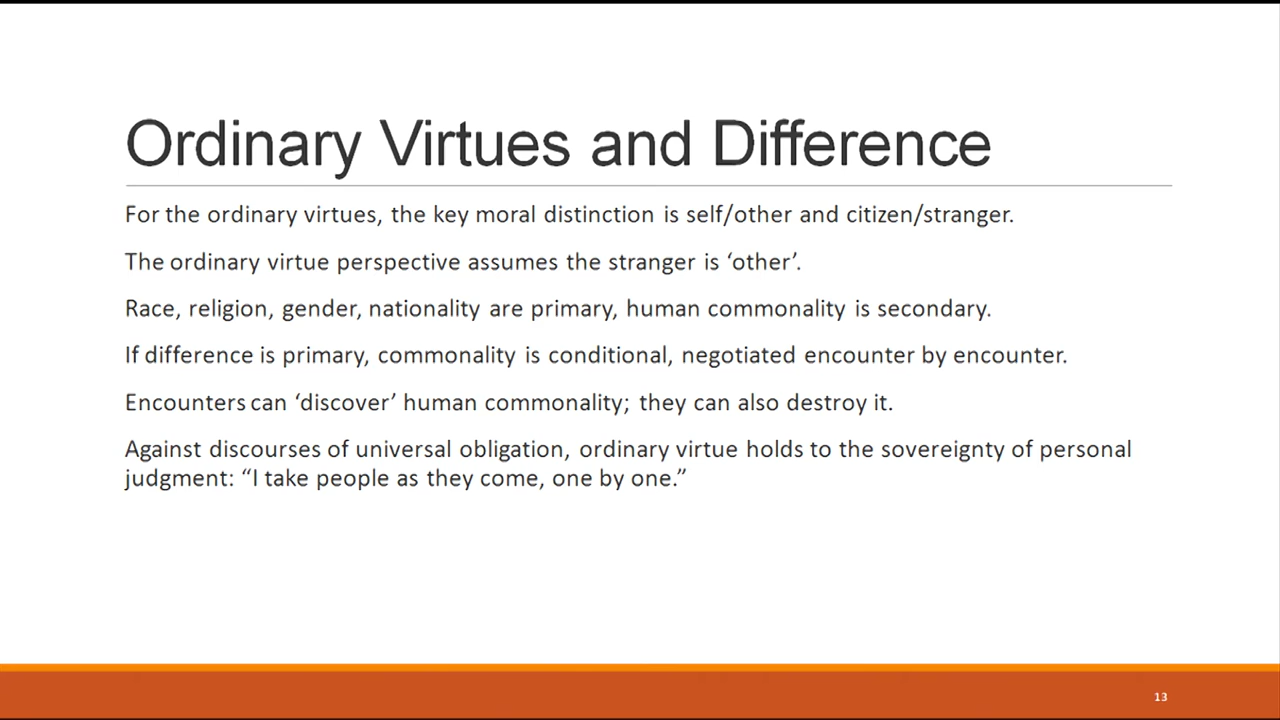 Ordinary Virtues and Difference
For the ordinary virtues, the key moral distinction is self/other and citizen/stranger.
The ordinary virtue perspective assumes the stranger is ‘other’.
Race, religion, gender, nationality are primary, human commonality is secondary.
If difference is primary, commonality is conditional, negotiated encounter by encounter.
Encounters can ‘discover’ human commonality; they can also destroy it.
Against discourses of universal obligation, ordinary virtue holds to the sovereignty of personal
judgment: “I take people as they come, one by one.”
13